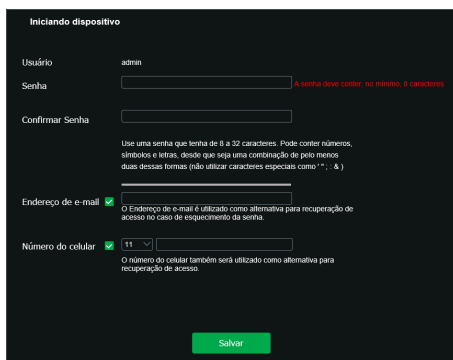 Iniciando dispositivo
Usuário admin
Senha A senha deve conter, no mínimo, 8 caracteres
Confirmar Senha
Use uma senha que tenha de 8 a 32 caracteres. Pode conter números,
símbolos e letras, desde que seja uma combinação de pelo menos
duas dessas formas (não utilizar caracteres especiais como ' " ; : & )
Endereço de e-mail
O Endereço de e-mail é utilizado como alternativa para recuperação de
acesso no caso de esquecimento da senha.
Número do celular 11
O número do celular também será utilizado como alternativa para
recuperação de acesso.
Salvar